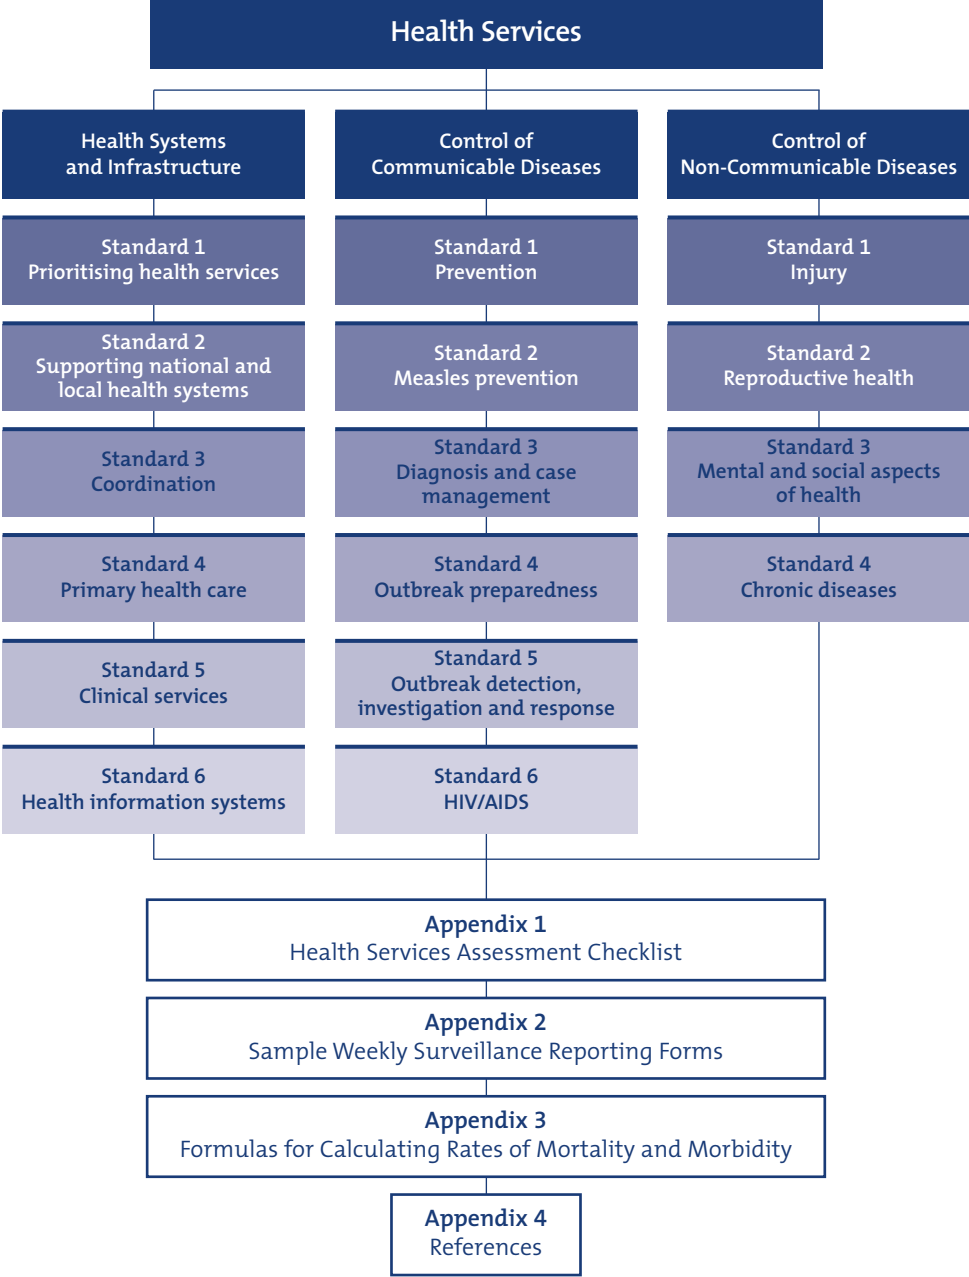 Health Services
Health Systems
and Infrastructure
Standard 1
Prioritising health services
Standard 2
Supporting national and
local health systems
Standard 3
Coordination
Standard 4
Primary health care
Standard 5
Clinical services
Standard 6
Health information systems
Control of
Communicable Diseases
Standard 1
Prevention
Standard 2
Measles prevention
Standard 3
Diagnosis and case
management
Standard 4
Outbreak preparedness
Standard 5
Outbreak detection,
investigation and response
Standard 6
HIV/AIDS
Control of
Non-Communicable Diseases
Standard 1
Injury
Standard 2
Reproductive health
Standard 3
Mental and social aspects
of health
Standard 4
Chronic diseases
Appendix 1
Health Services Assessment Checklist
Appendix 2
Sample Weekly Surveillance Reporting Forms
Appendix 3
Formulas for Calculating Rates of Mortality and Morbidity
Appendix 4
References